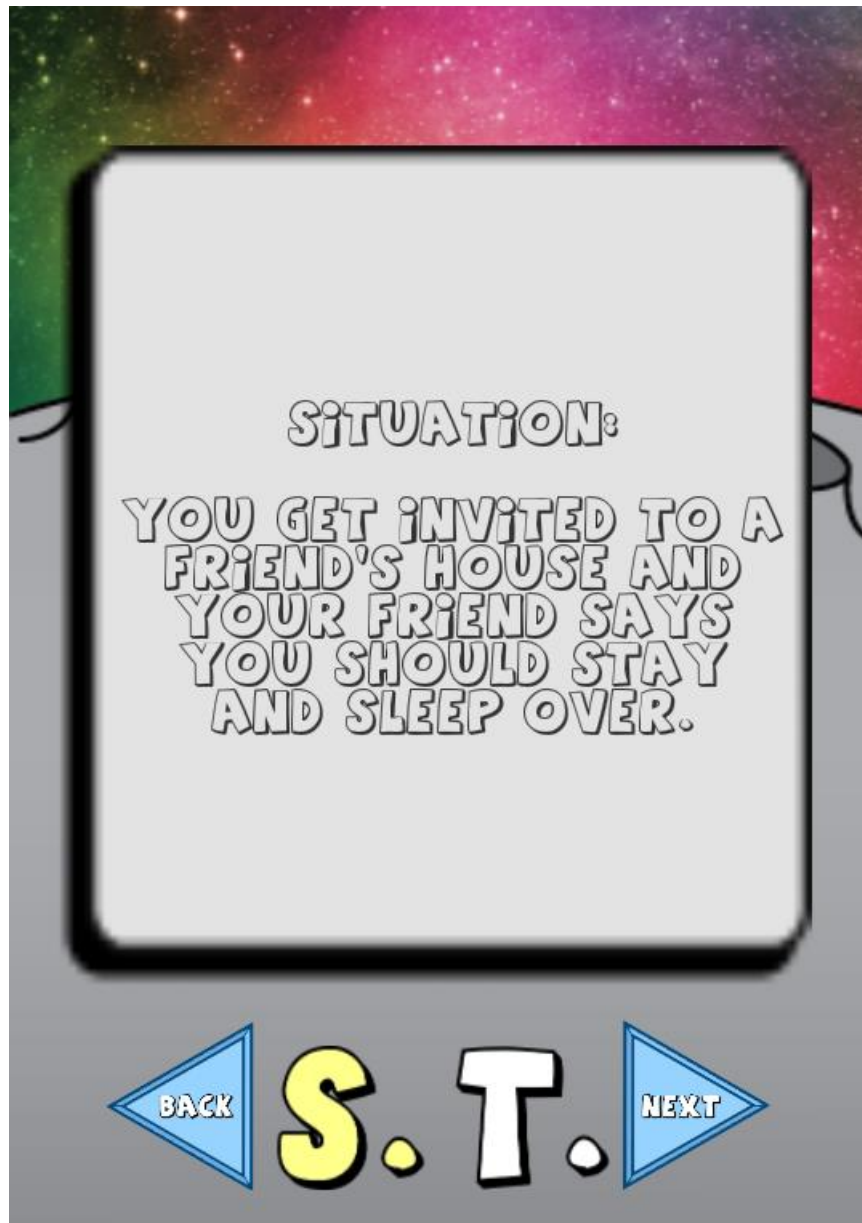 SiTUATiON:
YOU GET iNViTED TO A
FRiEND'S HOUSE AND
YOUR FRiEND SAYS
YOU SHOULD STAY
AND SLEEP OVER.
BACK S. T. NEXT